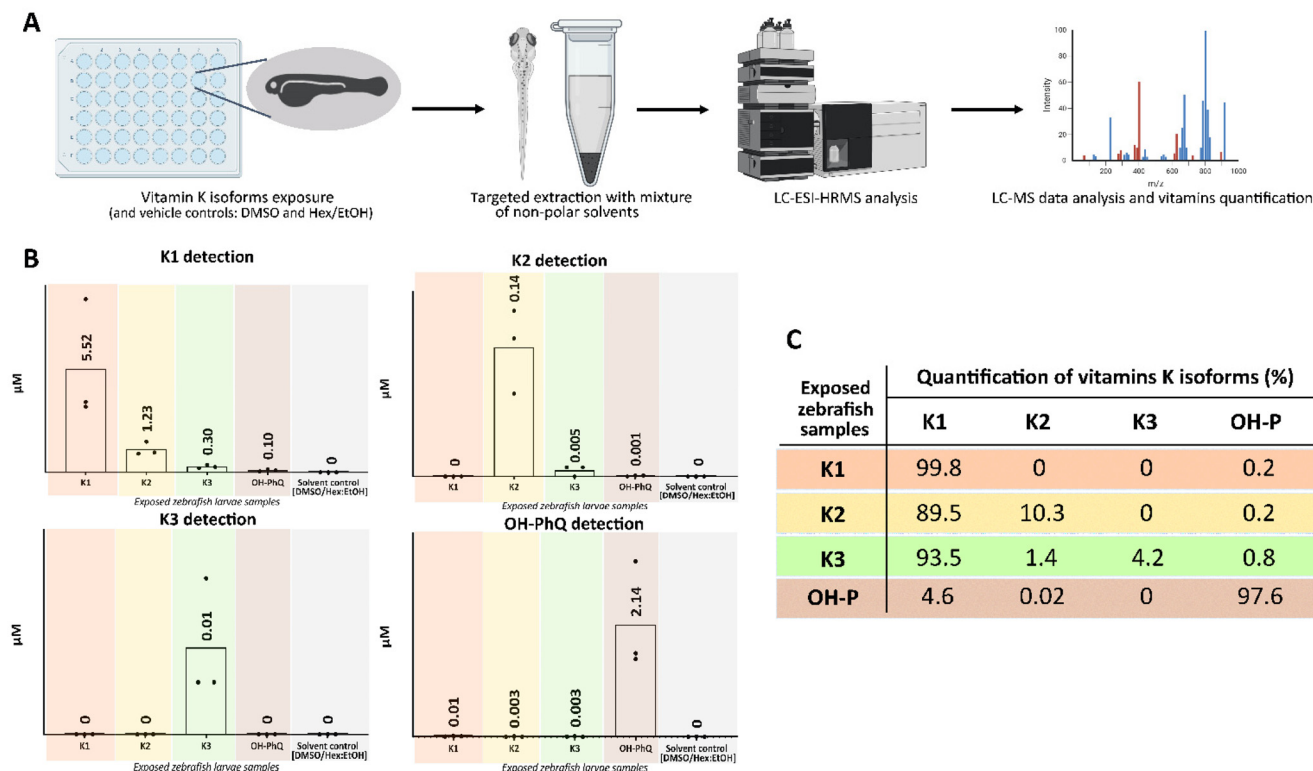 A
Vitamin K isoforms exposure
(and vehicle controls: DMSO and Hex/EtOH)
Targeted extraction with mixture
of non-polar solvents
LC-ESI-HRMS analysis
Intensity
100
80
60
40
20
0
200
400
600
800
1000
m/z
LC-MS data analysis and vitamins quantification
B
K1 detection
µM
5.52
1.23
0.30
0.10
0
K1
K2
K3
OH-PhQ
Solvent control
[DMSO/Hex:EtOH]
Exposed zebrafish larvae samples
K2 detection
µM
0
0.14
0.005
0.001
0
K1
K2
K3
OH-PhQ
Solvent control
[DMSO/Hex:EtOH]
Exposed zebrafish larvae samples
K3 detection
µM
0
0
0.01
0
0
K1
K2
K3
OH-PhQ
Solvent control
[DMSO/Hex:EtOH]
Exposed zebrafish larvae samples
OH-PhQ detection
µM
0.01
0.003
0.003
2.14
0
K1
K2
K3
OH-PhQ
Solvent control
[DMSO/Hex:EtOH]
Exposed zebrafish larvae samples
C
Exposed
zebrafish
samples
Quantification of vitamins K isoforms (%)
K1 K2 K3 OH-P
K1 99.8 0 0 0.2
K2 89.5 10.3 0 0.2
K3 93.5 1.4 4.2 0.8
OH-P 4.6 0.02 0 97.6